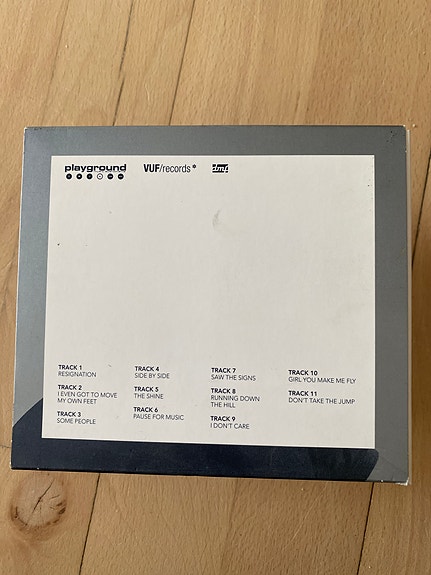 playground
VUF/records
dmf
TRACK 1
RESIGNATION
TRACK 2
I EVEN GOT TO MOVE
MY OWN FEET
TRACK 3
SOME PEOPLE
TRACK 4
SIDE BY SIDE
TRACK 5
THE SHINE
TRACK 6
PAUSE FOR MUSIC
TRACK 7
SAW THE SIGNS
TRACK 8
RUNNING DOWN
THE HILL
TRACK 9
I DON'T CARE
TRACK 10
GIRL YOU MAKE ME FLY
TRACK 11
DON'T TAKE THE JUMP